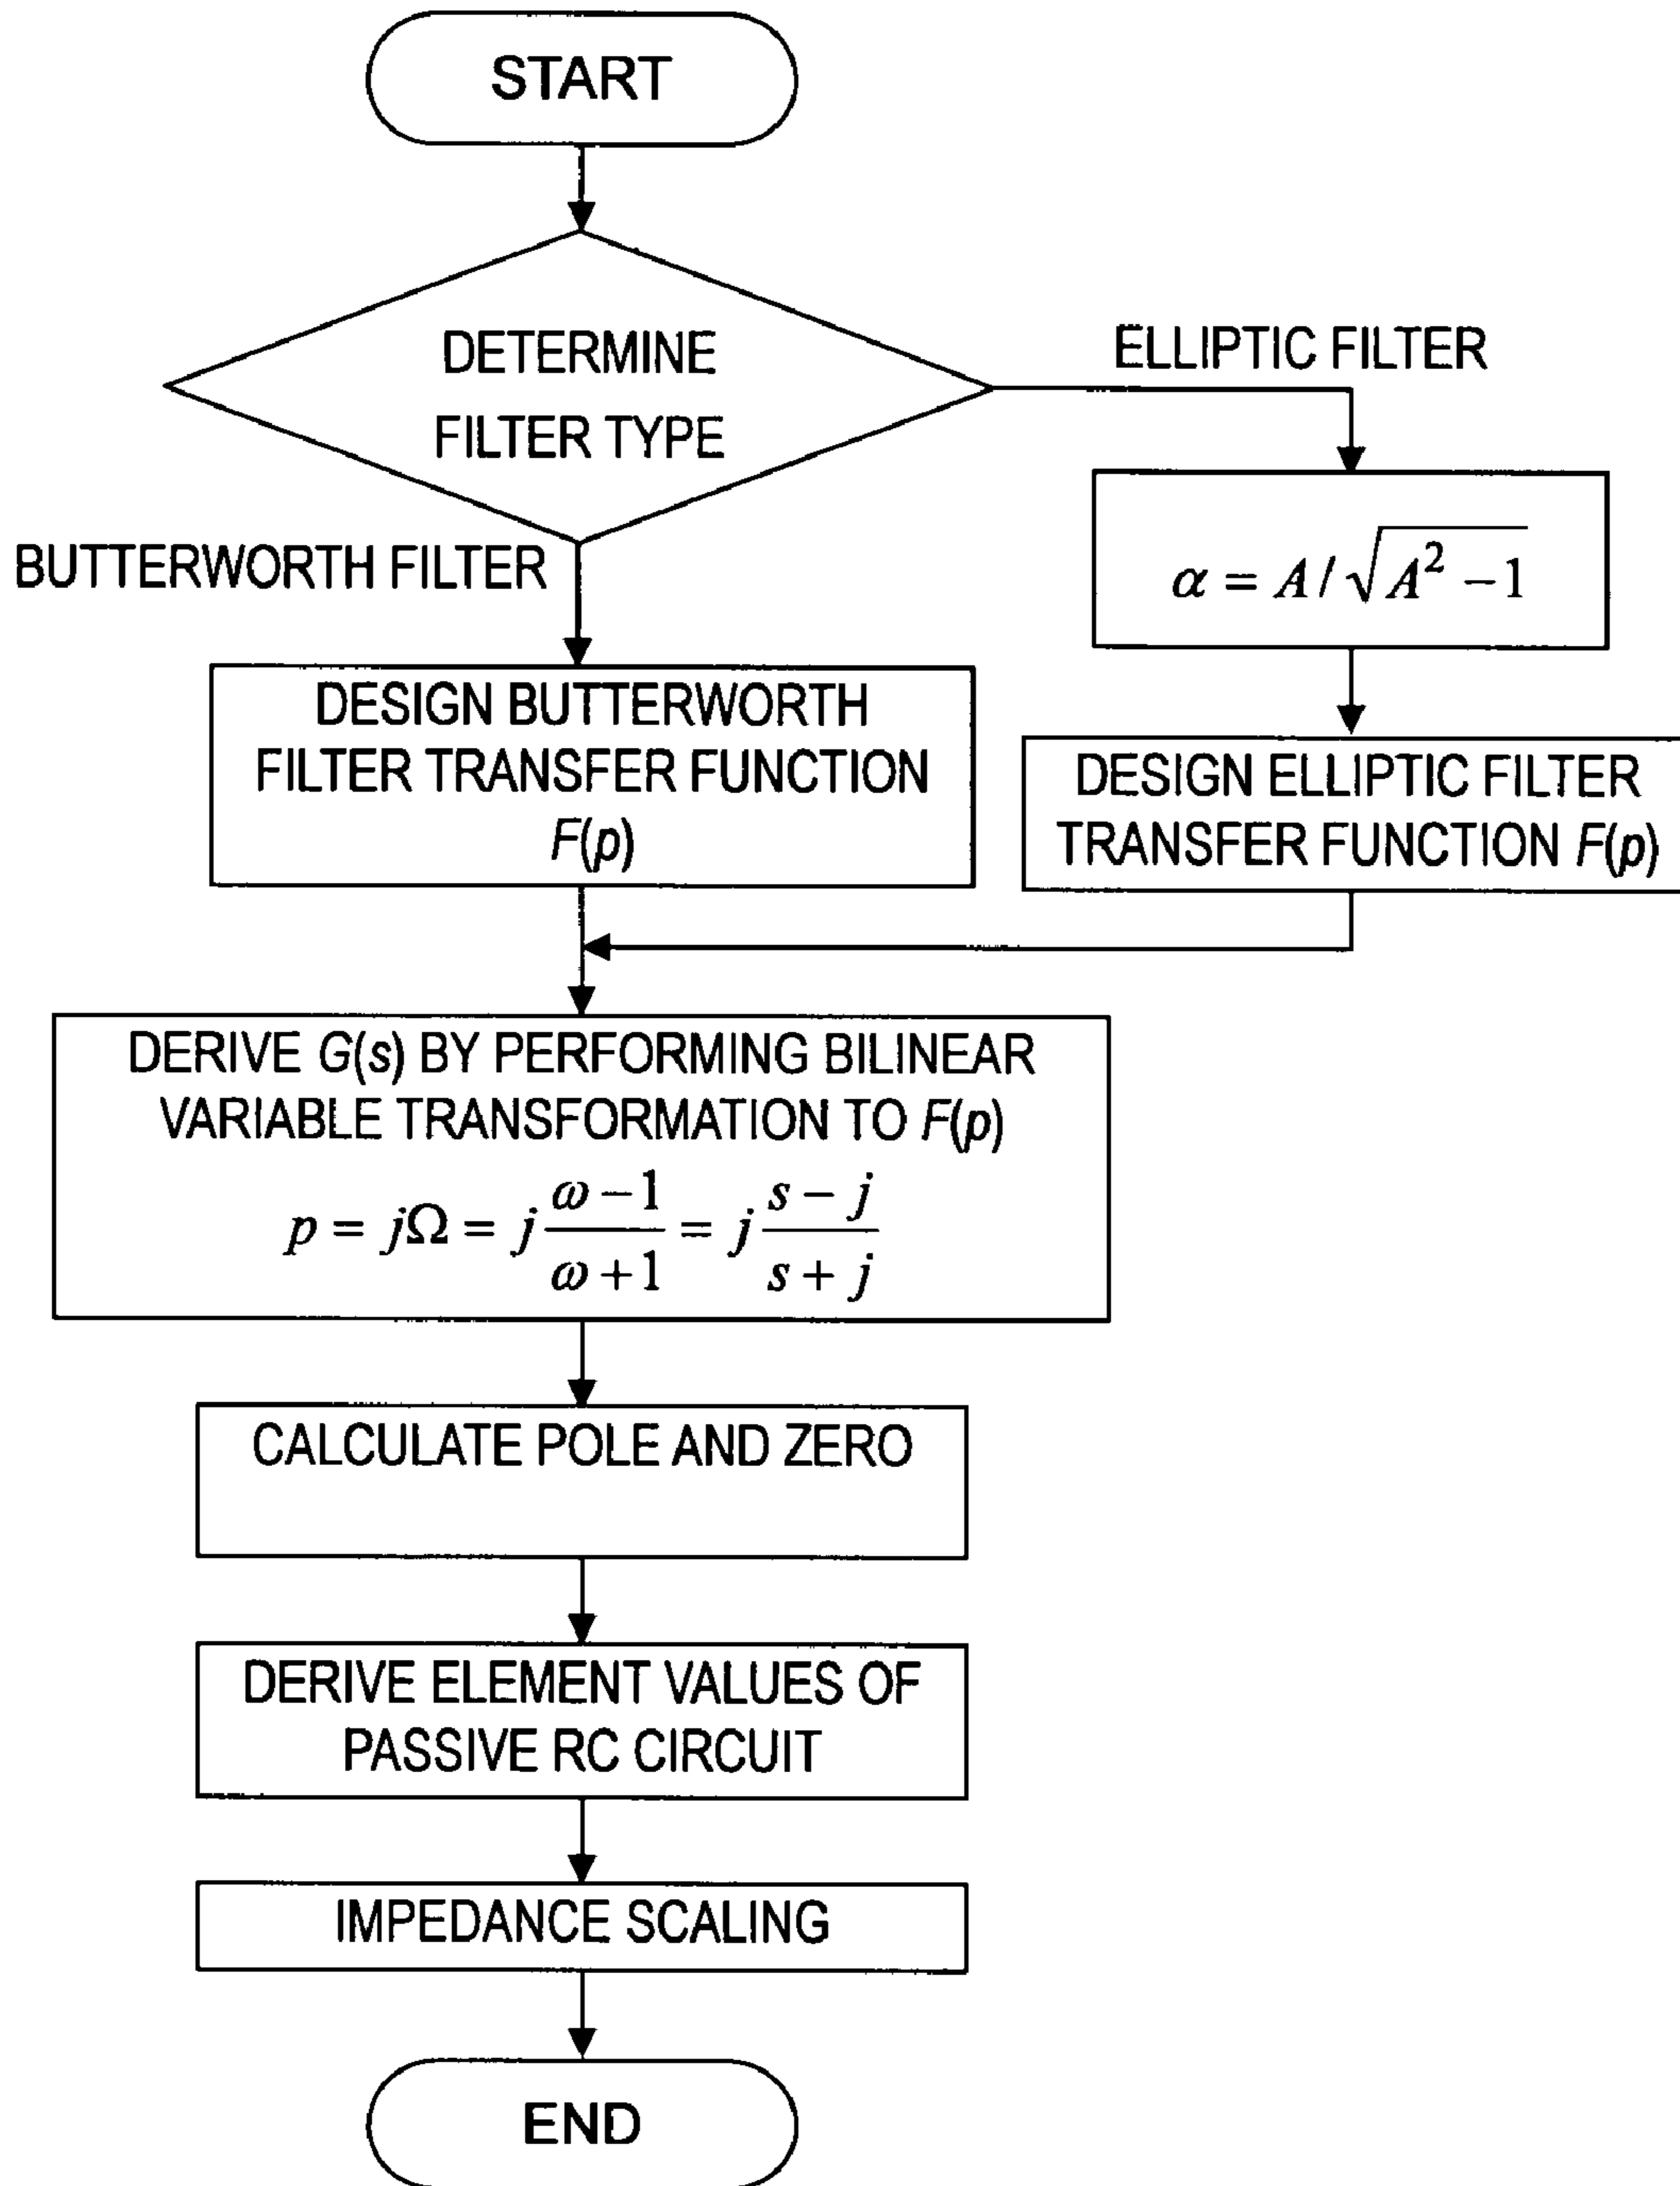 START
DETERMINE
FILTER TYPE
ELLIPTIC FILTER
α = A / √(A² − 1)
BUTTERWORTH FILTER
DESIGN BUTTERWORTH
FILTER TRANSFER FUNCTION
F(p)
DESIGN ELLIPTIC FILTER
TRANSFER FUNCTION F(p)
DERIVE G(s) BY PERFORMING BILINEAR
VARIABLE TRANSFORMATION TO F(p)
p = jΩ = j (ω − 1)/(ω + 1) = j (s − j)/(s + j)
CALCULATE POLE AND ZERO
DERIVE ELEMENT VALUES OF
PASSIVE RC CIRCUIT
IMPEDANCE SCALING
END